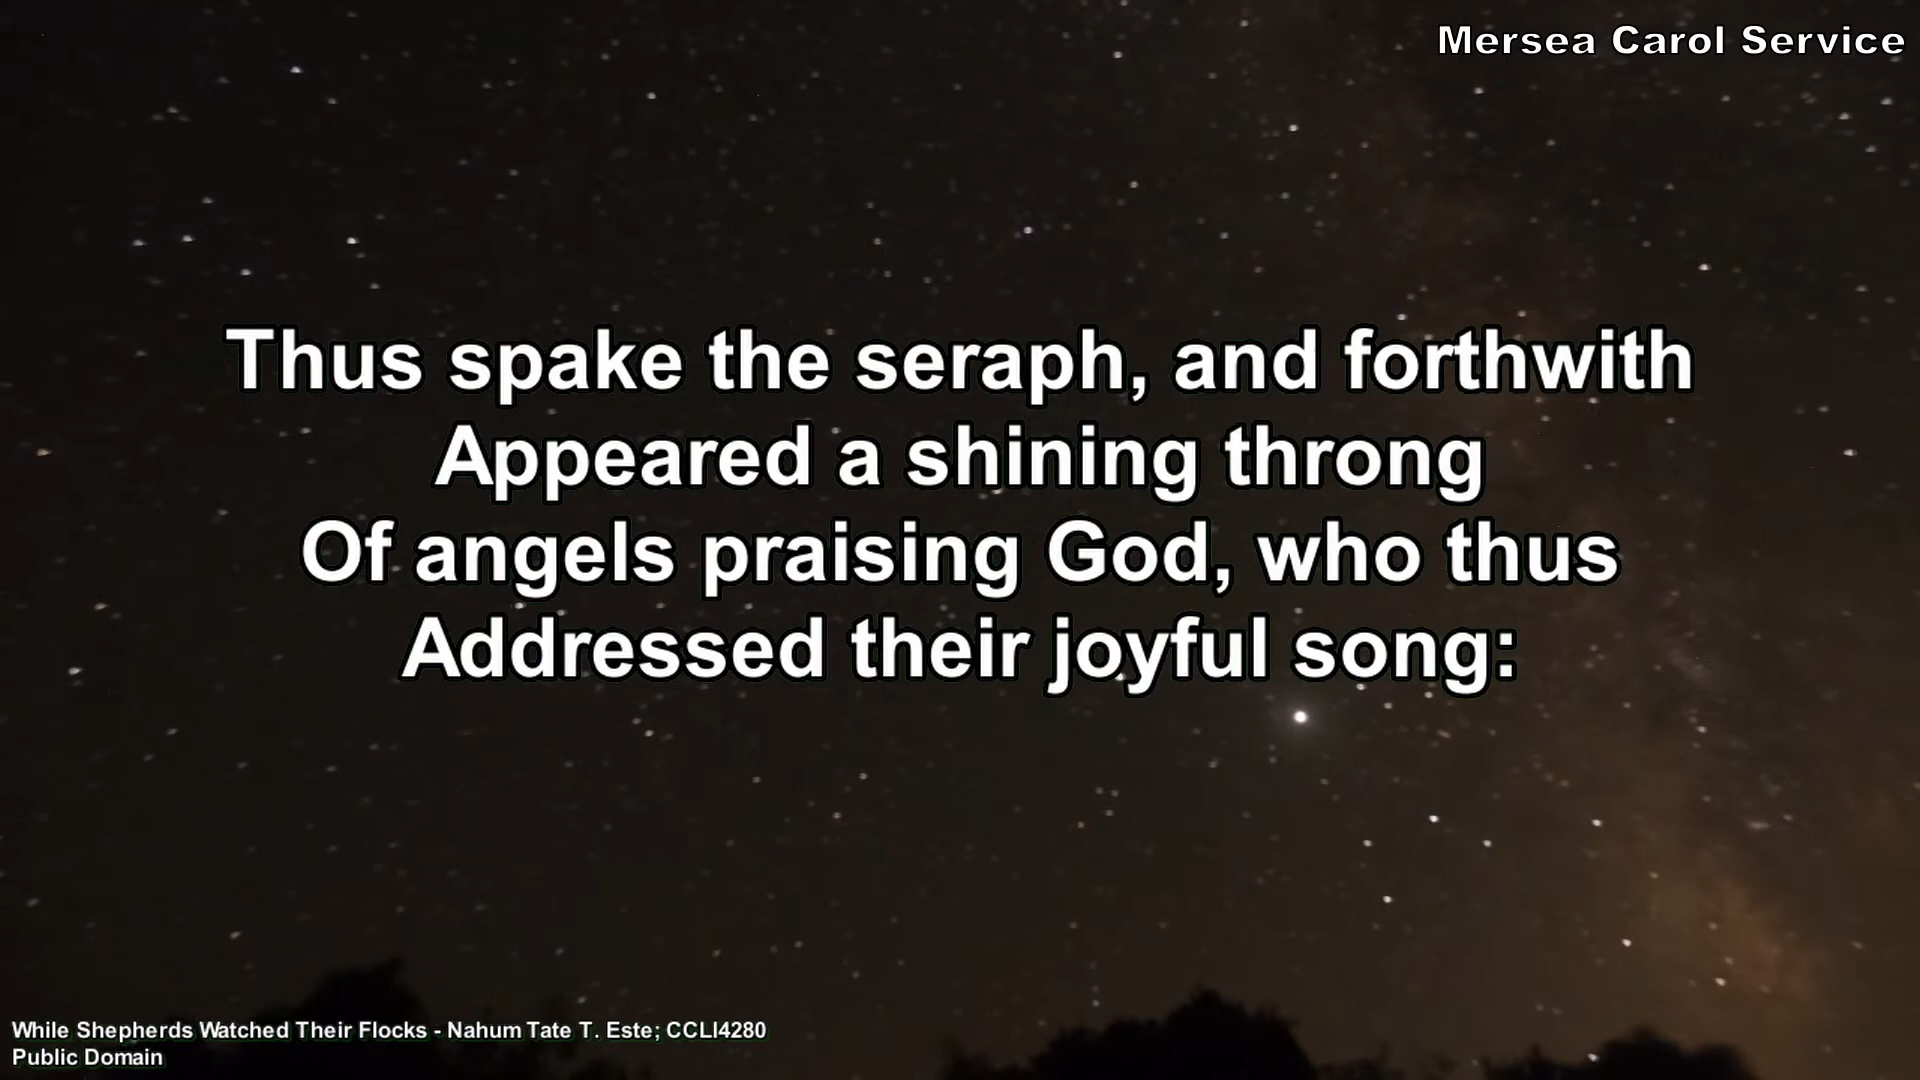 Mersea Carol Service
Thus spake the seraph, and forthwith
Appeared a shining throng
Of angels praising God, who thus
Addressed their joyful song:
While Shepherds Watched Their Flocks - Nahum Tate T. Este; CCLI4280
Public Domain